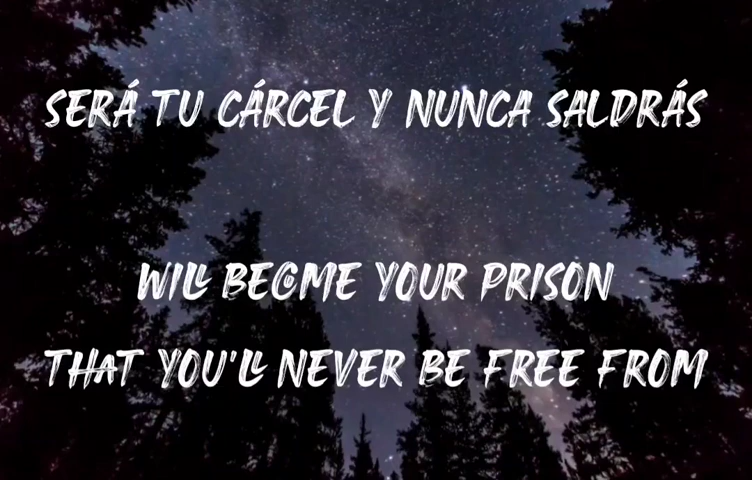 SERÁ TU CÁRCEL Y NUNCA SALDRÁS
WILL BECOME YOUR PRISON
THAT YOU'LL NEVER BE FREE FROM